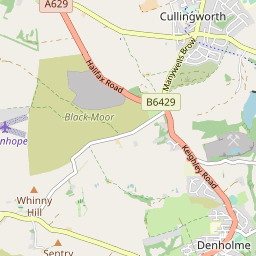 A629
Cullingworth
Halifax Road
Manywells Brow
B6429
Black Moor
Keighley Road
nhope
Whinny
Hill
Denholme
Sentry